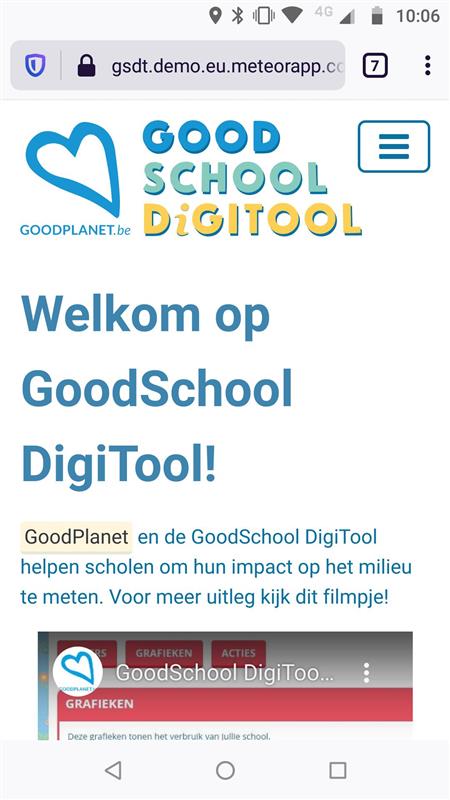 4G 10:06
gsdt.demo.eu.meteorapp.co
7
GOOD
SCHOOL
DiGITOOL
GOODPLANET.be
Welkom op
GoodSchool
DigiTool!
GoodPlanet en de GoodSchool DigiTool
helpen scholen om hun impact op het milieu
te meten. Voor meer uitleg kijk dit filmpje!
GRAFIEKEN ACTIES
GoodSchool DigiToo...
GRAFIEKEN
Deze grafieken tonen het verbruik van jullie school.